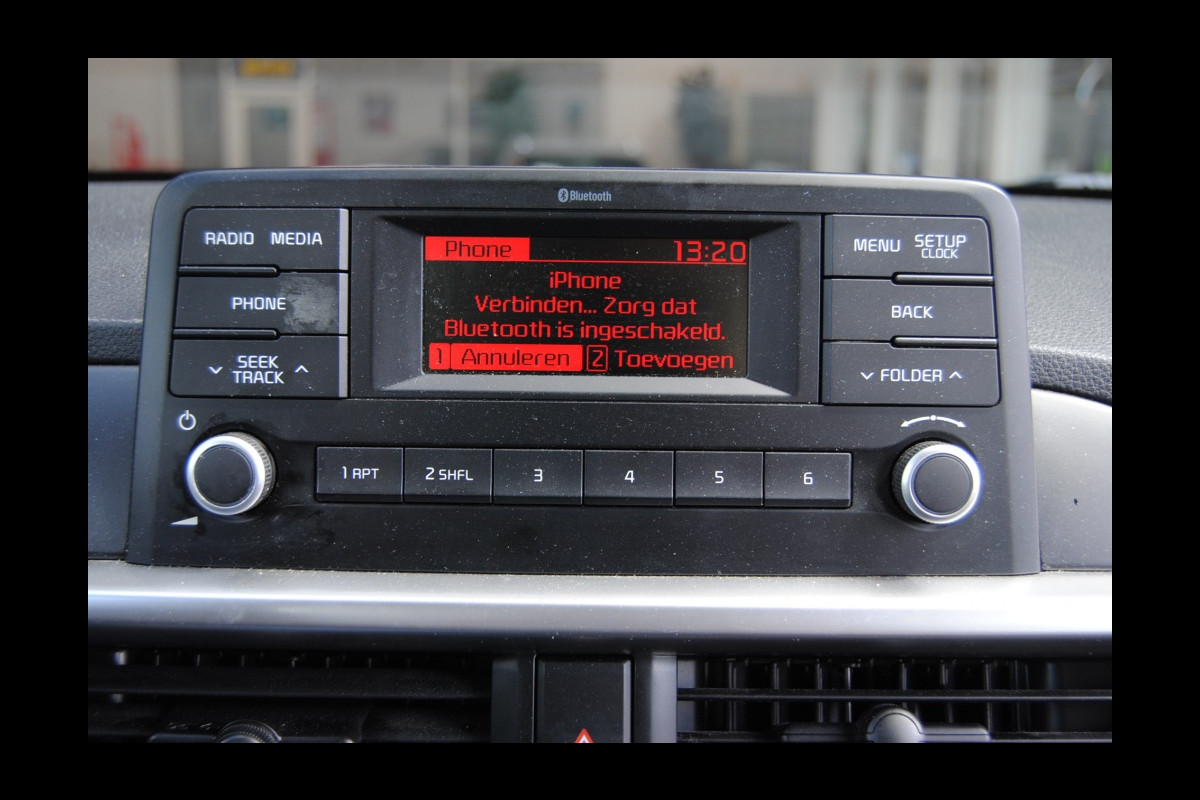 Bluetooth
RADIO MEDIA
Phone 13:20
MENU SETUP
CLOCK
iPhone
PHONE
Verbinden... Zorg dat
BACK
Bluetooth is ingeschakeld.
1 Annuleren 2 Toevoegen
SEEK
TRACK
FOLDER
1 RPT 2 SHFL 3 4 5 6